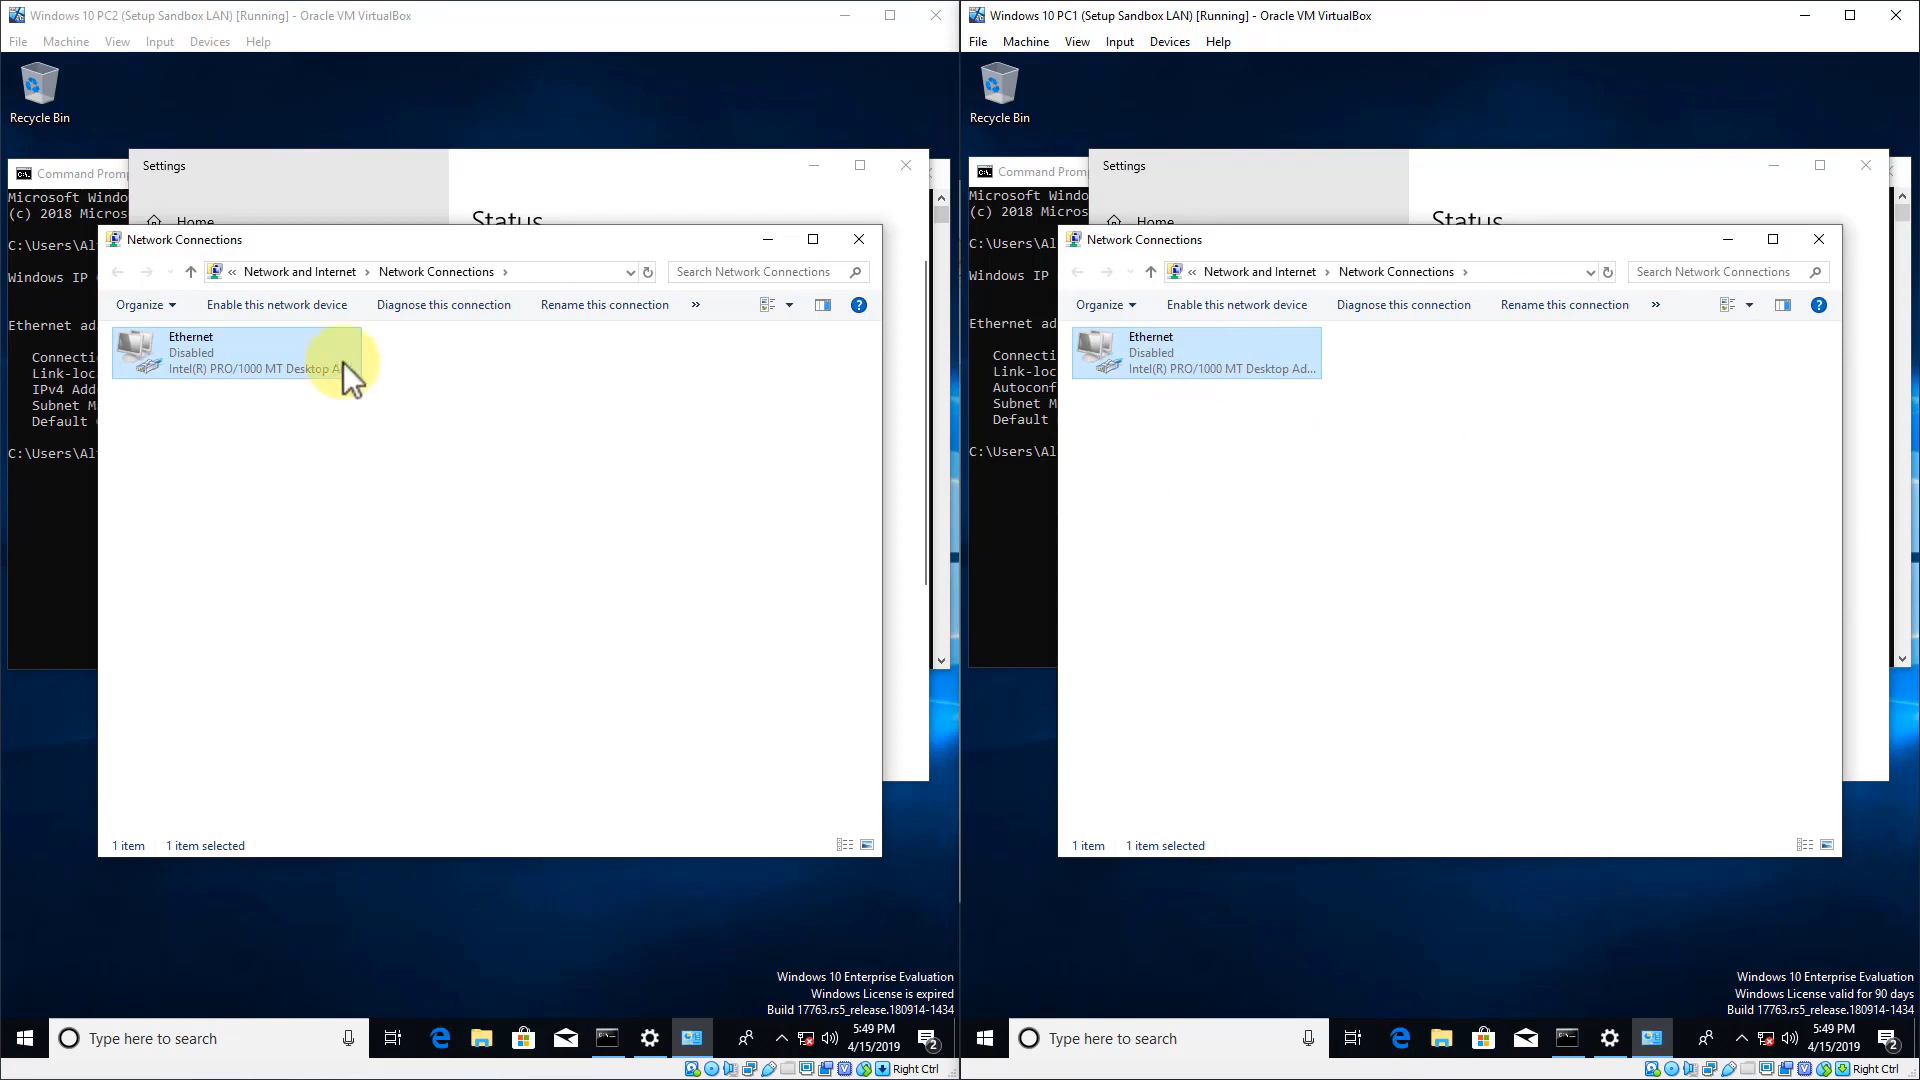 Windows 10 PC2 (Setup Sandbox LAN) [Running] - Oracle VM VirtualBox
File Machine View Input Devices Help
Recycle Bin
Settings
Command Promp
Microsoft Windo
(c) 2018 Micros
Home
Status
C:\Users\Al
Windows IP
Ethernet ad
Connecti
Link-loc
IPv4 Add
Subnet M
Default
C:\Users\Al
Network Connections
« Network and Internet > Network Connections >
Search Network Connections
Organize
Enable this network device
Diagnose this connection
Rename this connection
»
Ethernet
Disabled
Intel(R) PRO/1000 MT Desktop A
1 item
1 item selected
Windows 10 Enterprise Evaluation
Windows License is expired
Build 17763.rs5_release.180914-1434
Type here to search
5:49 PM
4/15/2019
2
Right Ctrl
Windows 10 PC1 (Setup Sandbox LAN) [Running] - Oracle VM VirtualBox
File Machine View Input Devices Help
Recycle Bin
Settings
Command Promp
Microsoft Windo
(c) 2018 Micros
Home
Status
C:\Users\Al
Windows IP
Ethernet ad
Connecti
Link-loc
Autoconf
Subnet M
Default
C:\Users\Al
Network Connections
« Network and Internet > Network Connections >
Search Network Connections
Organize
Enable this network device
Diagnose this connection
Rename this connection
»
Ethernet
Disabled
Intel(R) PRO/1000 MT Desktop Ad...
1 item
1 item selected
Windows 10 Enterprise Evaluation
Windows License valid for 90 days
Build 17763.rs5_release.180914-1434
Type here to search
5:49 PM
4/15/2019
2
Right Ctrl